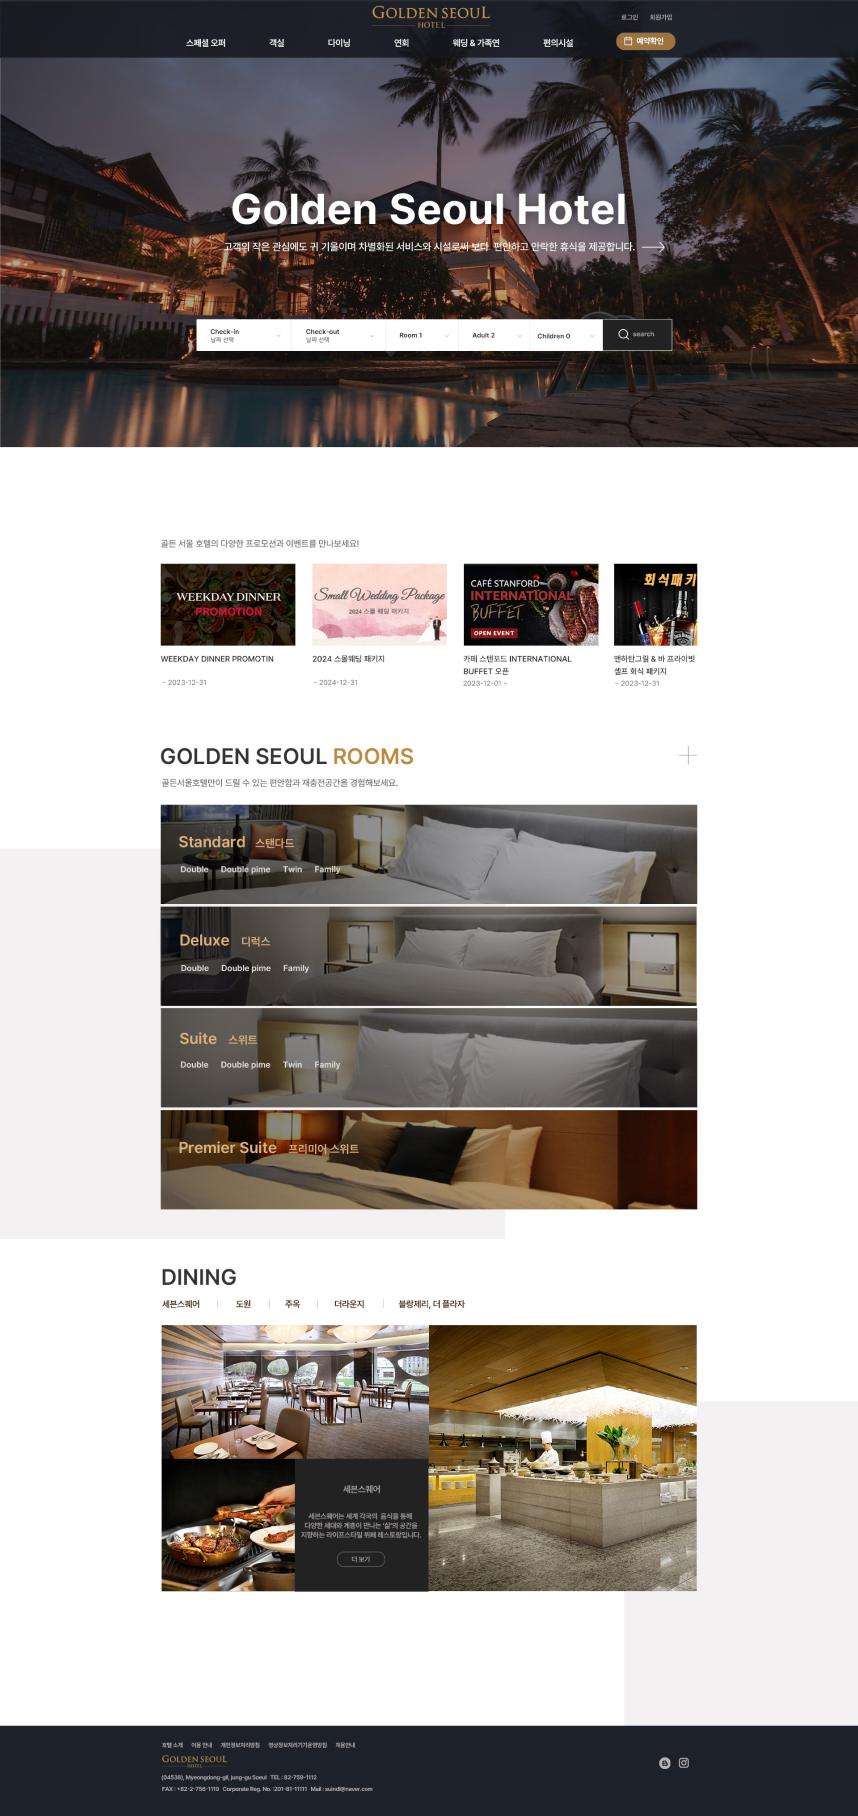 GOLDEN SEOUL
HOTEL
로그인 회원가입
스페셜 오퍼 객실 다이닝 연회 웨딩 & 가족연 편의시설
예약확인
Golden Seoul Hotel
고객의 작은 관심에도 귀 기울이며 차별화된 서비스와 시설로써 보다 편안하고 안락한 휴식을 제공합니다.
Check-in Check-out Room 1 Adult 2 Children 0 search
날짜 선택 날짜 선택
골든 서울 호텔의 다양한 프로모션과 이벤트를 만나보세요!
WEEKDAY DINNER
PROMOTION
Small Wedding Package
2024 스몰 웨딩 패키지
CAFÉ STANFORD
INTERNATIONAL
BUFFET
OPEN EVENT
회식패키
WEEKDAY DINNER PROMOTIN
~ 2023-12-31
2024 스몰웨딩 패키지
~ 2024-12-31
카페 스탠포드 INTERNATIONAL
BUFFET 오픈
2023-12-01 ~
맨하탄그릴 & 바 프라이빗
셀프 회식 패키지
~ 2023-12-31
GOLDEN SEOUL ROOMS
골든서울호텔만이 드릴 수 있는 편안함과 재충전공간을 경험해보세요.
Standard 스탠다드
Double Double pime Twin Family
Deluxe 디럭스
Double Double pime Family
Suite 스위트
Double Double pime Twin Family
Premier Suite 프리미어 스위트
DINING
세븐스퀘어 도원 주옥 더라운지 블랑제리, 더 플라자
세븐스퀘어
세븐스퀘어는 세계 각국의 음식을 통해
다양한 세대와 계층이 만나는 '삶'의 공간을
지향하는 라이프스타일 뷔페 레스토랑입니다.
더 보기
호텔 소개 이용 안내 개인정보처리방침 영상정보처리기기운영방침 채용안내
GOLDEN SEOUL
HOTEL
(04538), Myeongdong-gil, jung-gu Soeul TEL : 82-759-1112
FAX : +82-2-756-1119 Corporate Reg. No. :201-81-11111 Mail : suindl@naver.com